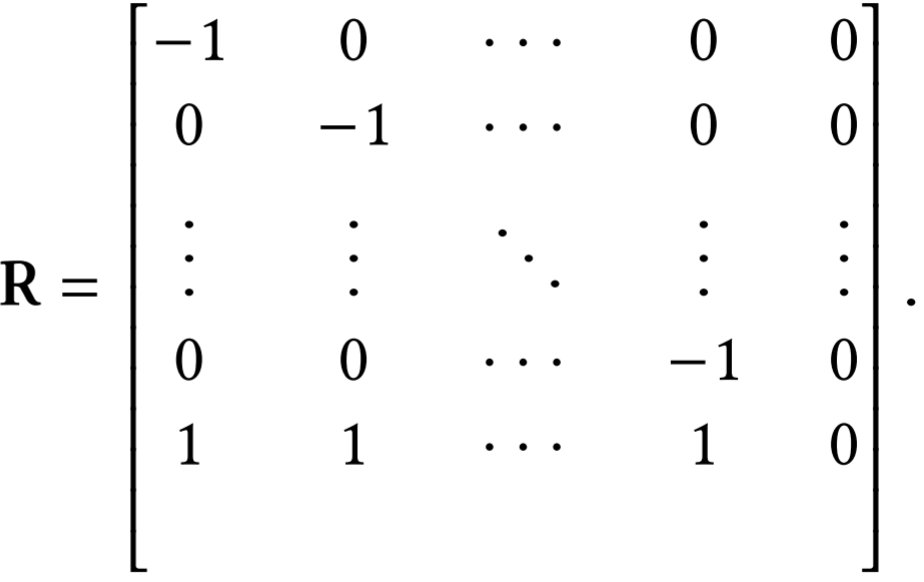 −1 0 ⋯ 0 0
0 −1 ⋯ 0 0
R = ⋮ ⋮ ⋱ ⋮ ⋮ .
0 0 ⋯ −1 0
1 1 ⋯ 1 0